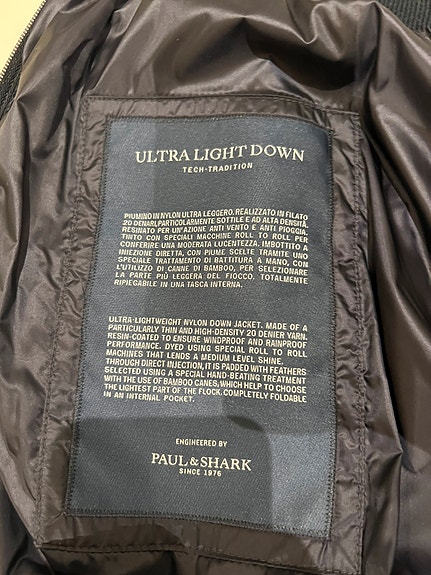 ULTRA LIGHT DOWN
TECH-TRADITION
PIUMINO IN NYLON ULTRA LEGGERO. REALIZZATO IN FILATO
20 DENARI, PARTICOLARMENTE SOTTILE E AD ALTA DENSITÀ,
RESINATO PER UN'AZIONE ANTI VENTO E ANTI PIOGGIA.
TINTO CON SPECIALI MACCHINE ROLL TO ROLL PER
CONFERIRE UNA MODERATA LUCENTEZZA. IMBOTTITO A
INIEZIONE DIRETTA, CON PIUME SCELTE TRAMITE UNO
SPECIALE TRATTAMENTO DI BATTITURA A MANO, CON
L'UTILIZZO DI CANNE DI BAMBOO, PER SELEZIONARE
LA PARTE PIÙ LEGGERA DEL FIOCCO. TOTALMENTE
RIPIEGABILE IN UNA TASCA INTERNA.
ULTRA-LIGHTWEIGHT NYLON DOWN JACKET. MADE OF A
PARTICULARLY THIN AND HIGH-DENSITY 20 DENIER YARN.
RESIN-COATED TO ENSURE WINDPROOF AND RAINPROOF
PERFORMANCE. DYED USING SPECIAL ROLL TO ROLL
MACHINES THAT LENDS A MEDIUM LEVEL SHINE.
THROUGH DIRECT INJECTION, IT IS PADDED WITH FEATHERS
SELECTED USING A SPECIAL HAND-BEATING TREATMENT
WITH THE USE OF BAMBOO CANES, WHICH HELP TO CHOOSE
THE LIGHTEST PART OF THE FLOCK. COMPLETELY FOLDABLE
IN AN INTERNAL POCKET.
ENGINEERED BY
PAUL & SHARK
SINCE 1976